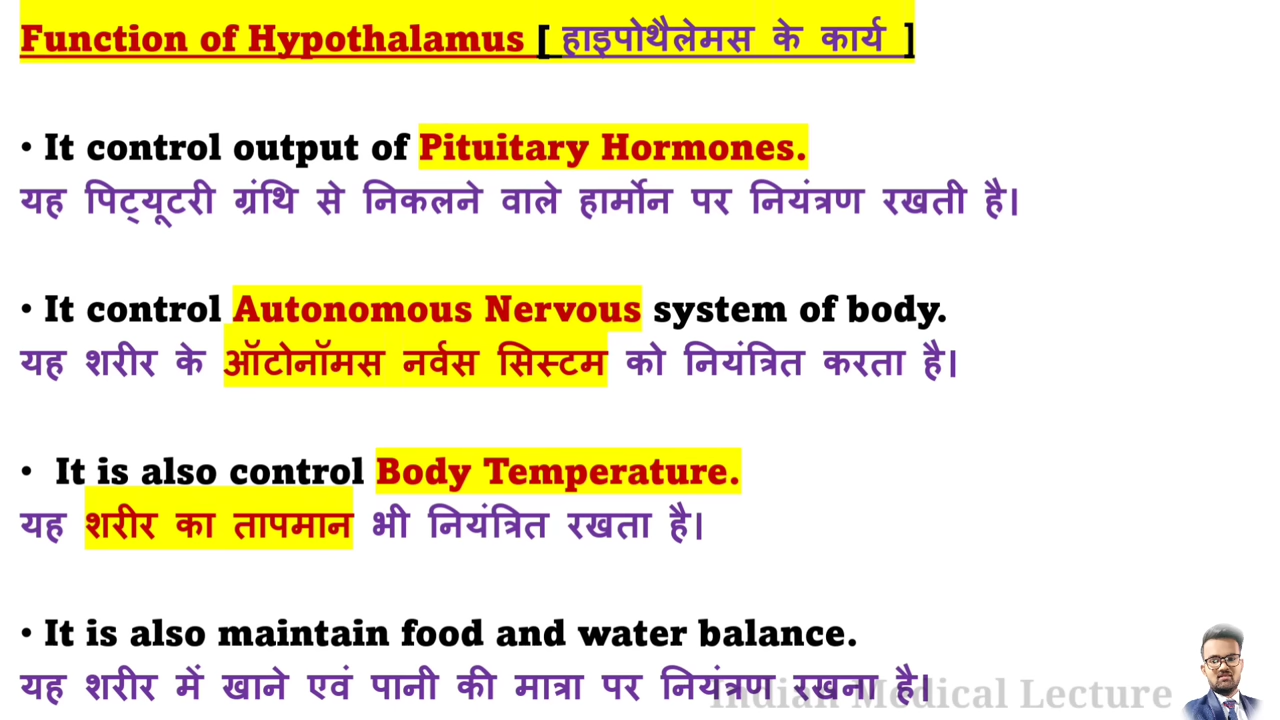 Function of Hypothalamus [ हाइपोथैलेमस के कार्य ]
• It control output of Pituitary Hormones.
यह पिट्यूटरी ग्रंथि से निकलने वाले हार्मोन पर नियंत्रण रखती है।
• It control Autonomous Nervous system of body.
यह शरीर के ऑटोनॉमस नर्वस सिस्टम को नियंत्रित करता है।
• It is also control Body Temperature.
यह शरीर का तापमान भी नियंत्रित रखता है।
• It is also maintain food and water balance.
यह शरीर में खाने एवं पानी की मात्रा पर नियंत्रण रखना है।
Indian Medical Lecture